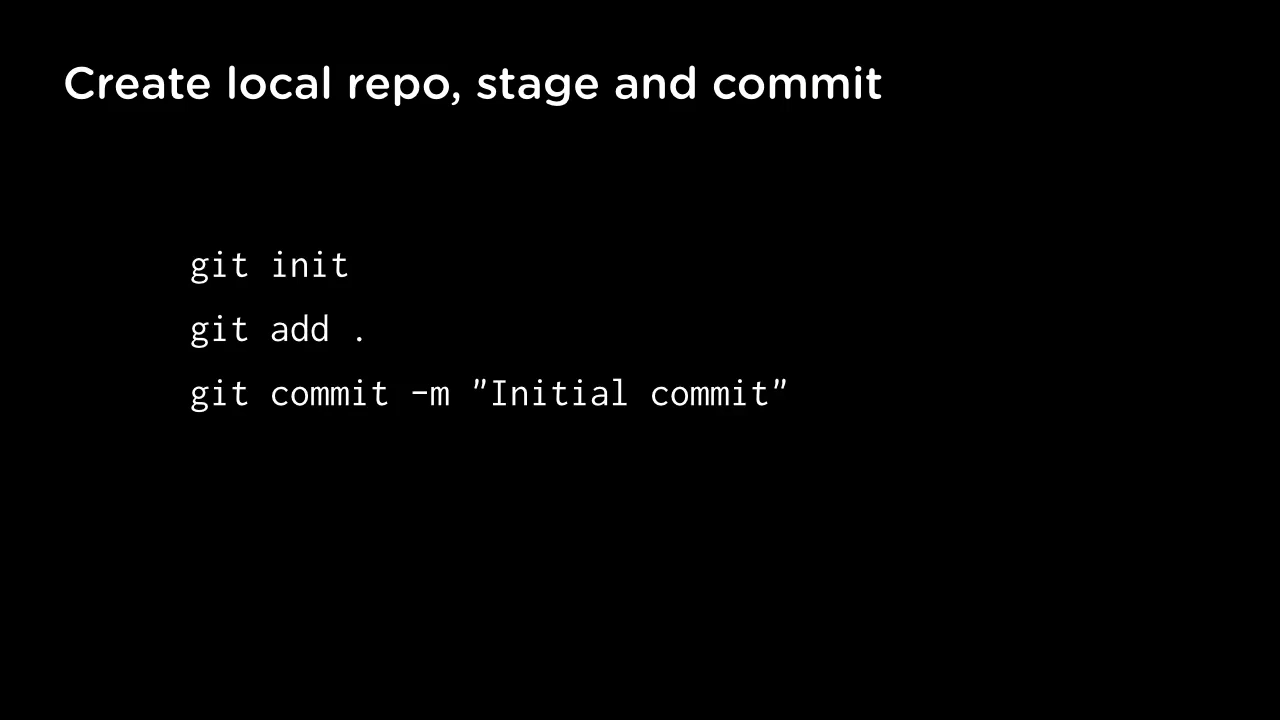 Create local repo, stage and commit
git init
git add .
git commit -m "Initial commit"